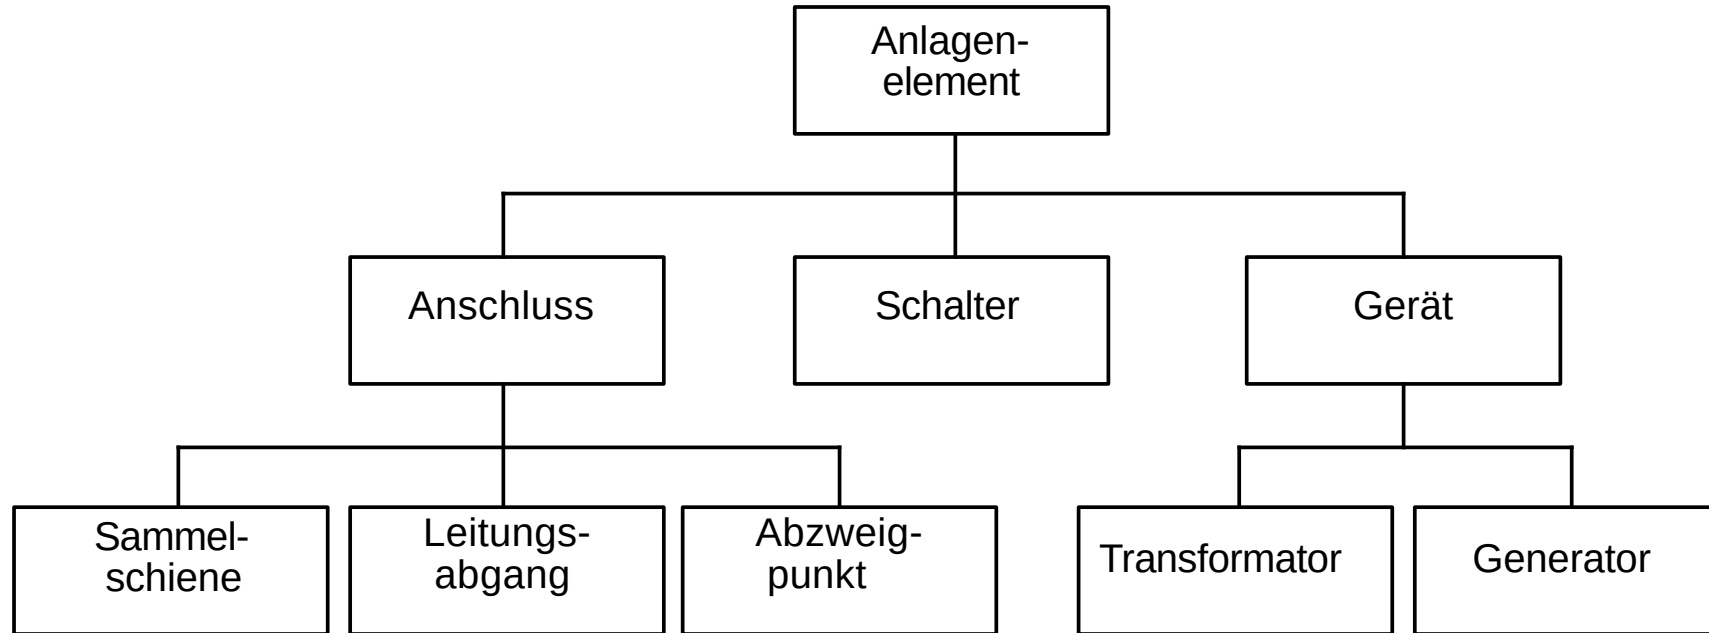 Anlagen-
element
Anschluss
Schalter
Gerät
Sammel-
schiene
Leitungs-
abgang
Abzweig-
punkt
Transformator
Generator